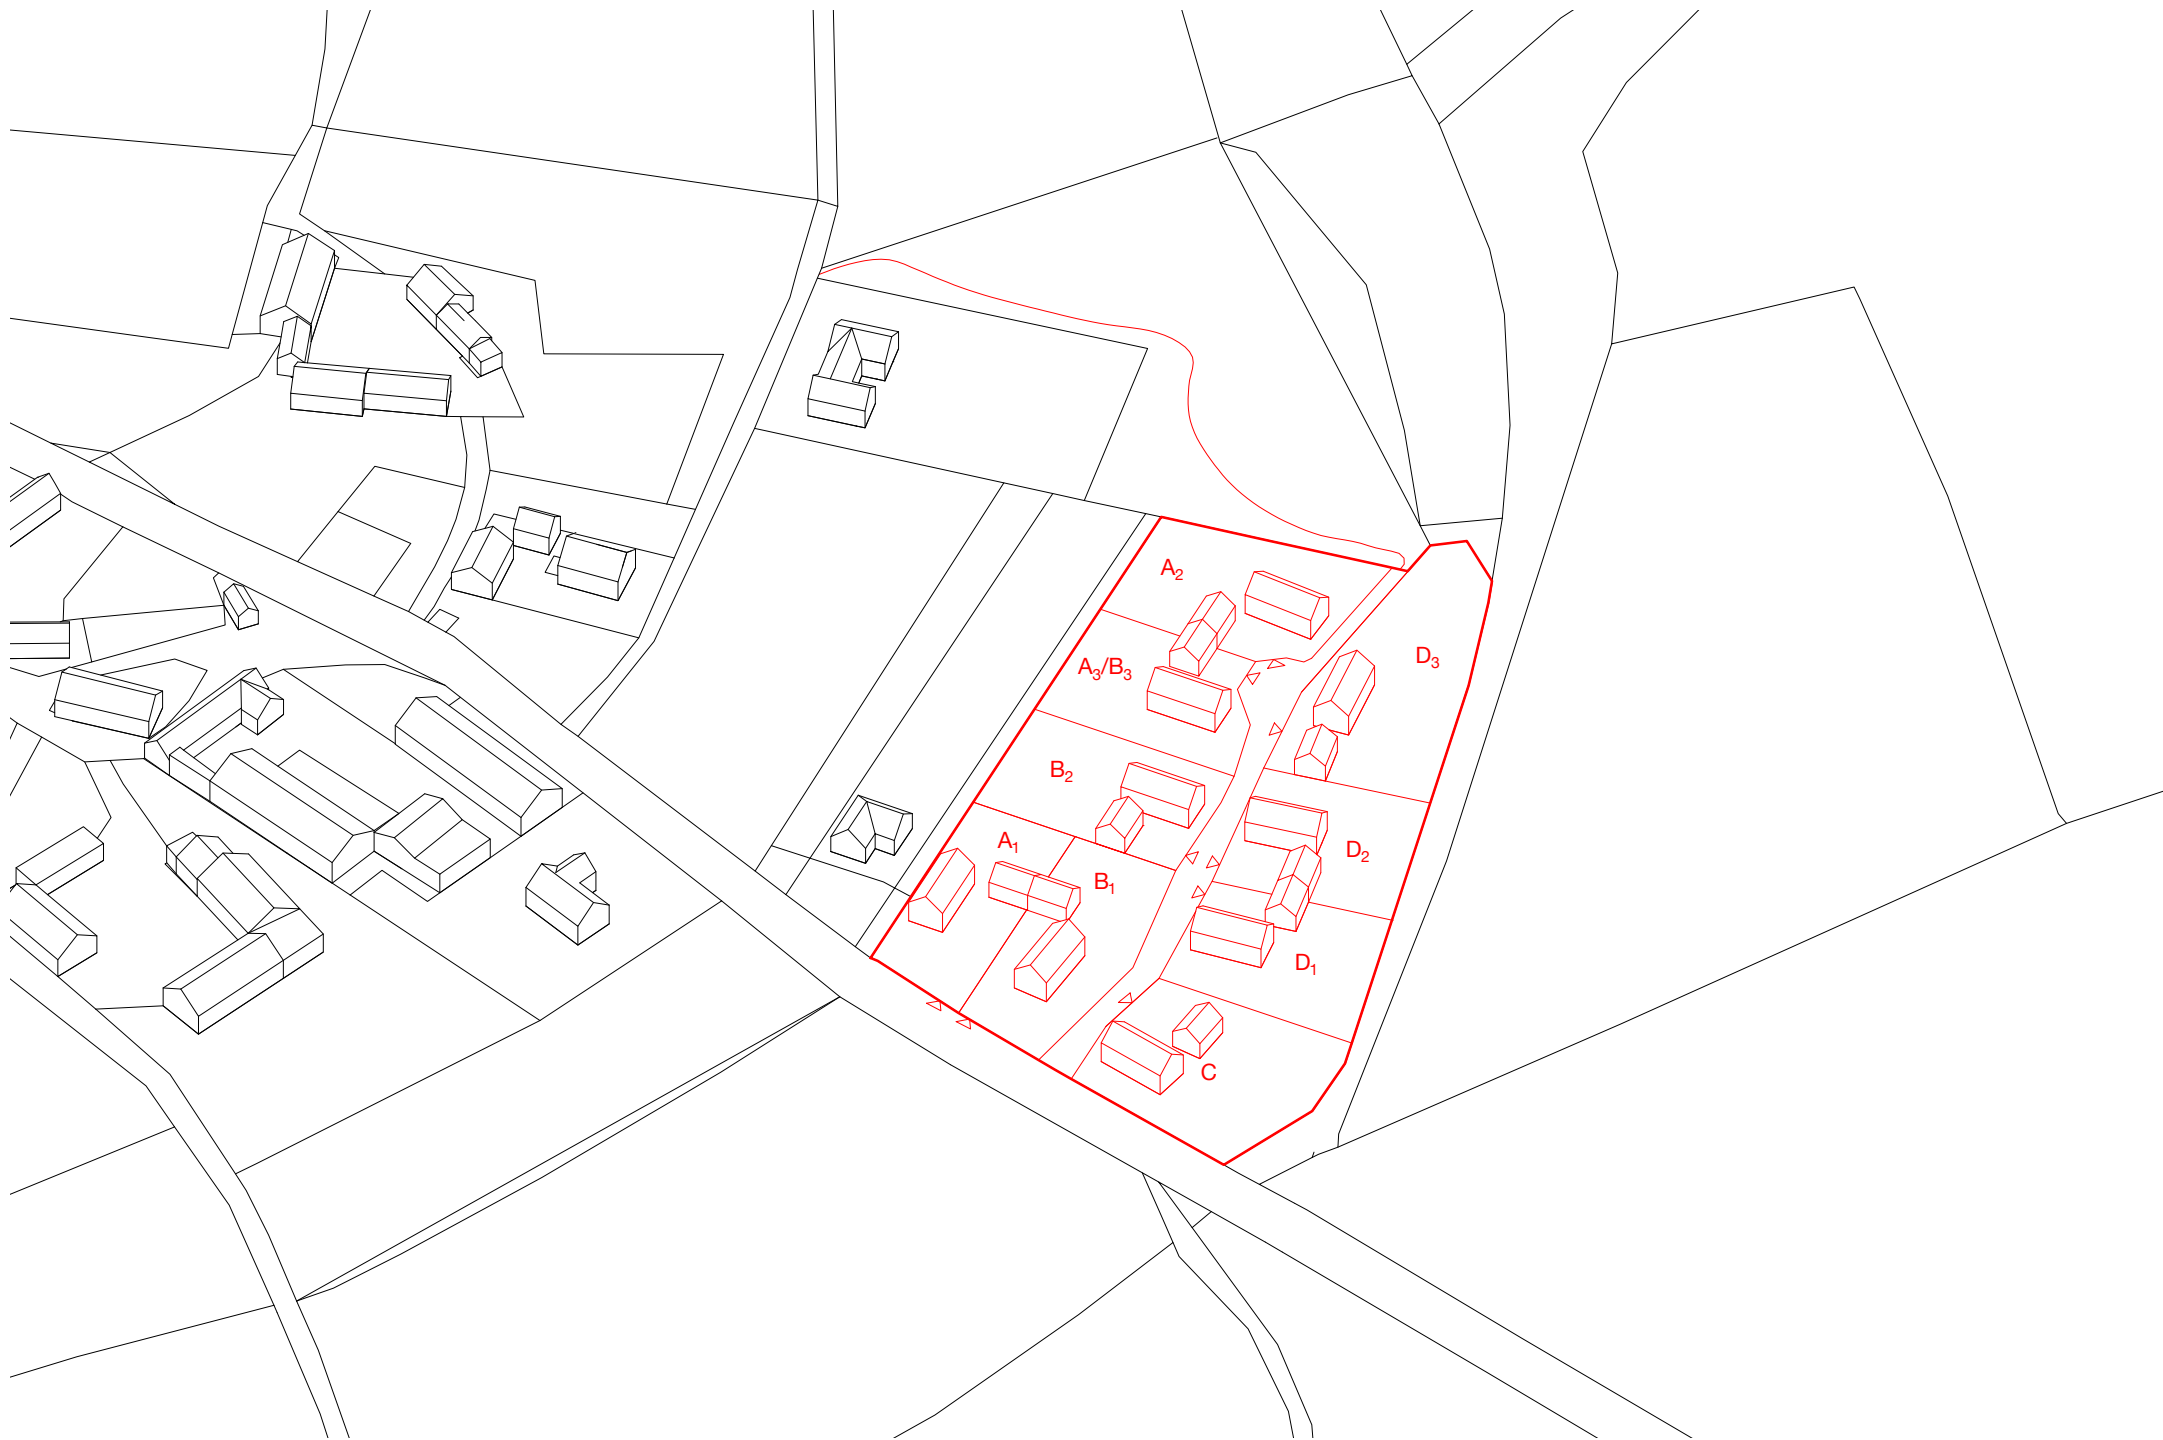 A₂
A₃/B₃
D₃
B₂
A₁
D₂
B₁
D₁
C